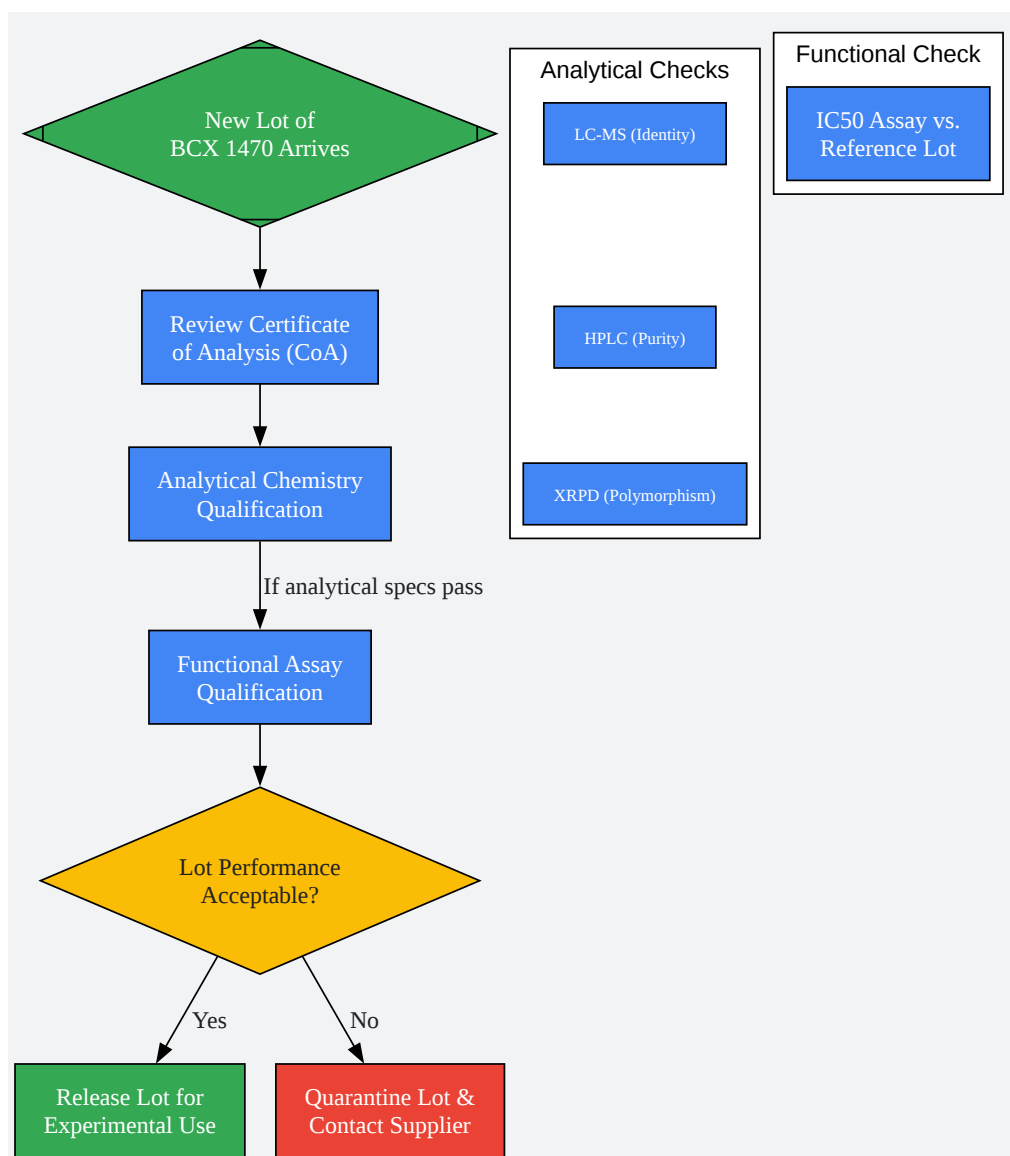 New Lot of
BCX 1470 Arrives
Review Certificate
of Analysis (CoA)
Analytical Chemistry
Qualification
If analytical specs pass
Functional Assay
Qualification
Lot Performance
Acceptable?
Yes
No
Release Lot for
Experimental Use
Quarantine Lot &
Contact Supplier
Analytical Checks
LC-MS (Identity)
HPLC (Purity)
XRPD (Polymorphism)
Functional Check
IC50 Assay vs.
Reference Lot